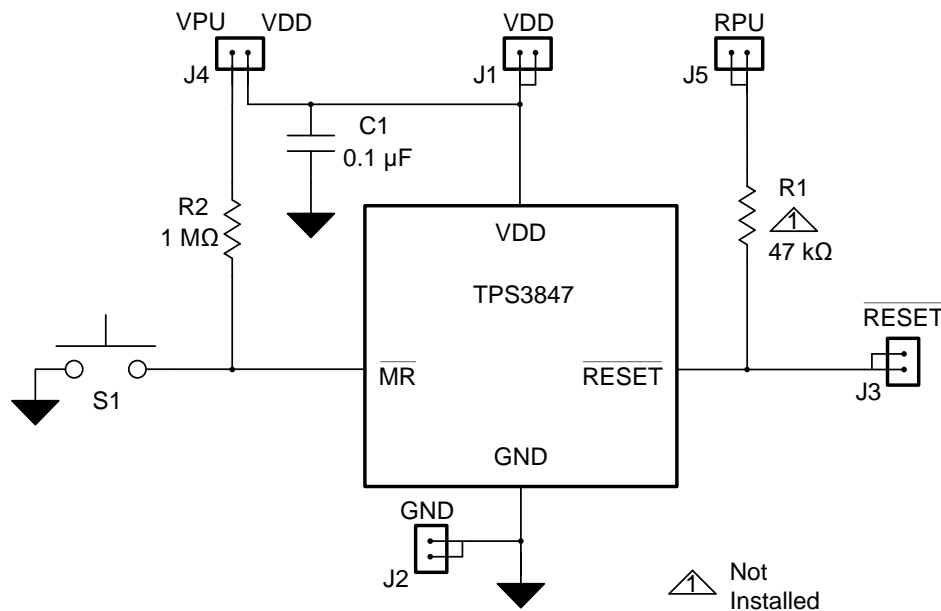 VPU VDD
J4
VDD
J1
RPU
J5
C1
0.1 µF
R2
1 MΩ
R1
1
47 kΩ
VDD
TPS3847
MR
RESET
GND
RESET
J3
S1
GND
J2
1 Not
Installed